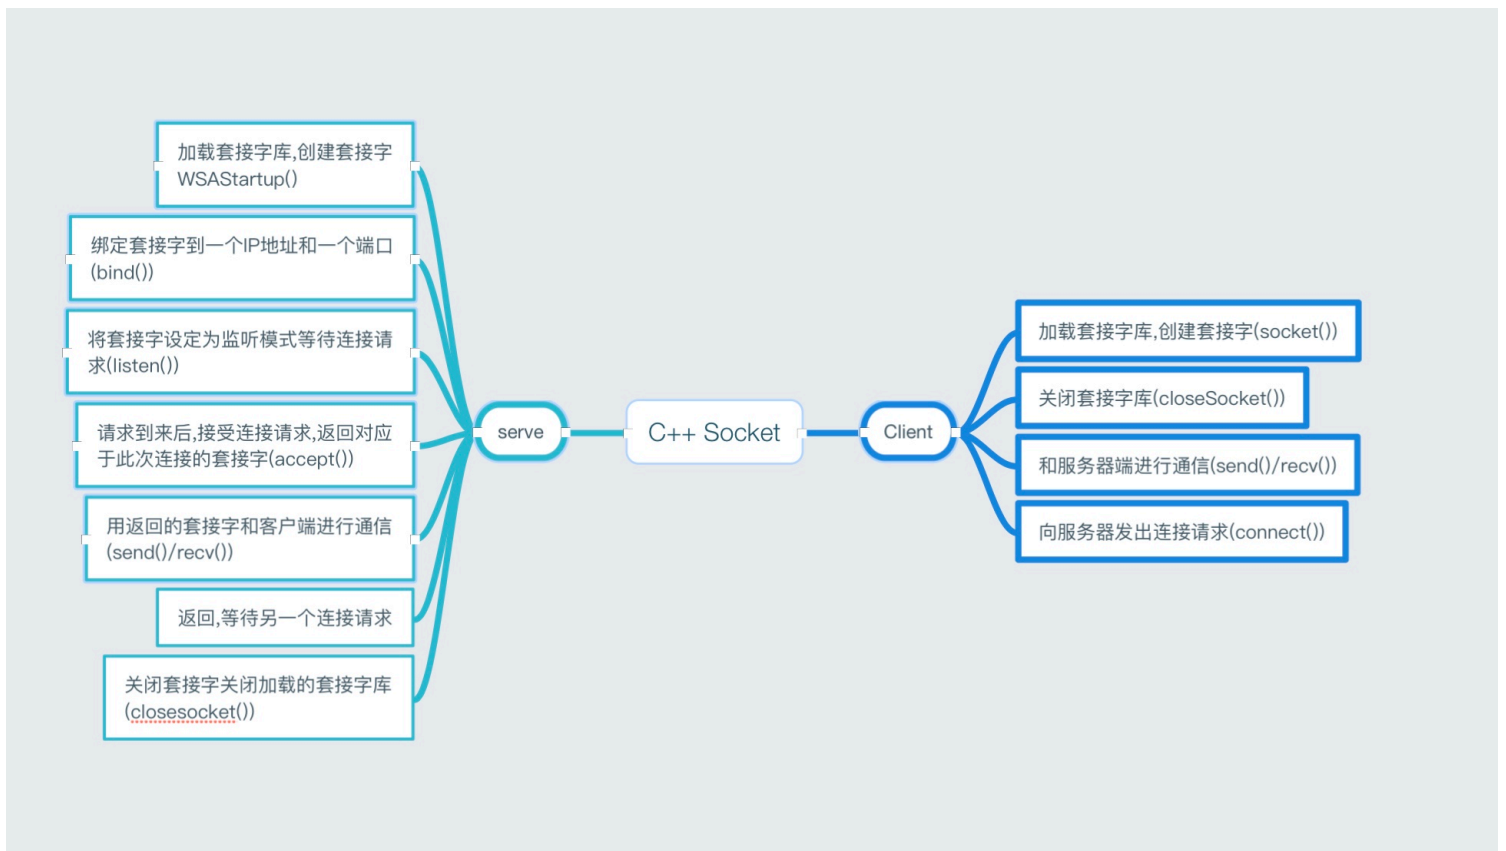 加载套接字库,创建套接字
WSAStartup()
绑定套接字到一个IP地址和一个端口
(bind())
将套接字设定为监听模式等待连接请
求(listen())
请求到来后,接受连接请求,返回对应
于此次连接的套接字(accept())
用返回的套接字和客户端进行通信
(send()/recv())
返回,等待另一个连接请求
关闭套接字关闭加载的套接字库
(closesocket())
serve
C++ Socket
Client
加载套接字库,创建套接字(socket())
关闭套接字库(closeSocket())
和服务器端进行通信(send()/recv())
向服务器发出连接请求(connect())